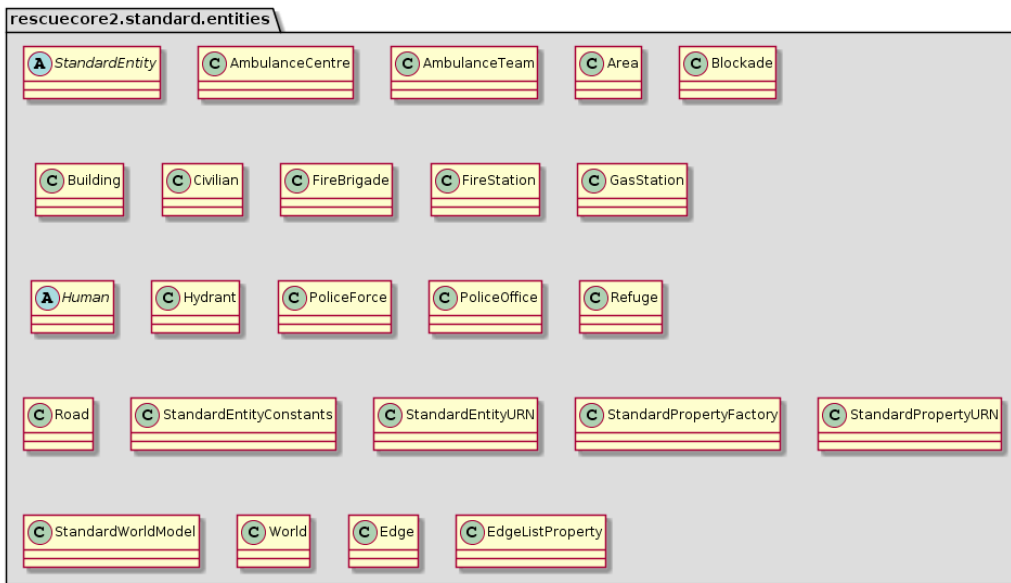 rescuecore2.standard.entities
A StandardEntity C AmbulanceCentre C AmbulanceTeam C Area C Blockade
C Building C Civilian C FireBrigade C FireStation C GasStation
A Human C Hydrant C PoliceForce C PoliceOffice C Refuge
C Road C StandardEntityConstants C StandardEntityURN C StandardPropertyFactory C StandardPropertyURN
C StandardWorldModel C World C Edge C EdgeListProperty